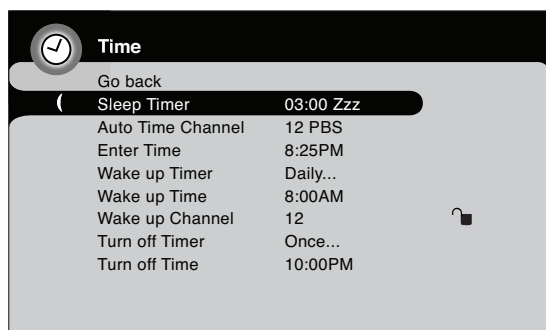 Time
Go back
Sleep Timer 03:00 Zzz
Auto Time Channel 12 PBS
Enter Time 8:25PM
Wake up Timer Daily...
Wake up Time 8:00AM
Wake up Channel 12
Turn off Timer Once...
Turn off Time 10:00PM